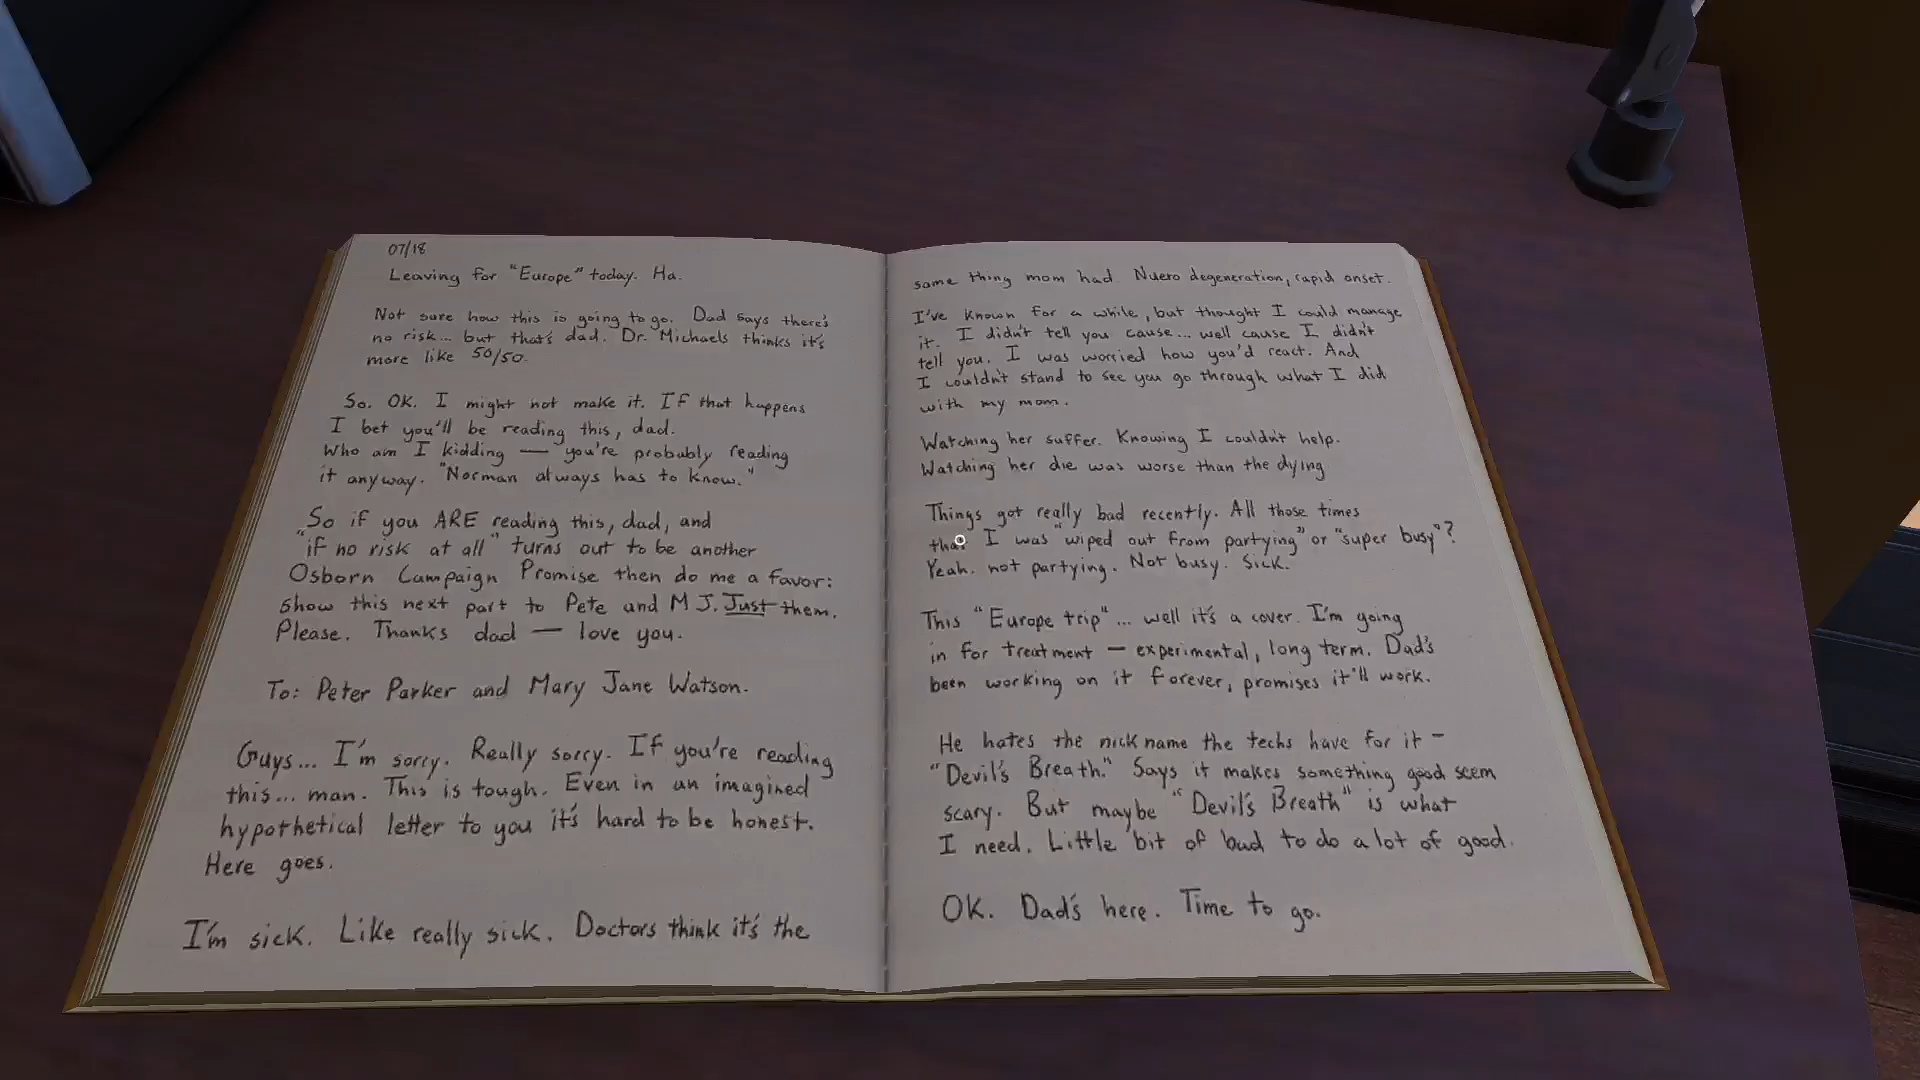 07/18
Leaving for "Europe" today. Ha.
Not sure how this is going to go. Dad says there's
no risk... but that's dad. Dr. Michaels thinks it's
more like 50/50.
So. OK. I might not make it. If that happens
I bet you'll be reading this, dad.
Who am I kidding — you're probably reading
it anyway. "Norman always has to know."
So if you ARE reading this, dad, and
"if no risk at all" turns out to be another
Osborn Campaign Promise then do me a favor:
show this next part to Pete and MJ. Just them.
Please. Thanks dad — love you.
To: Peter Parker and Mary Jane Watson.
Guys... I'm sorry. Really sorry. If you're reading
this... man. This is tough. Even in an imagined
hypothetical letter to you it's hard to be honest.
Here goes.
I'm sick. Like really sick. Doctors think it's the
same thing mom had. Nuero degeneration, rapid onset.
I've known for a while, but thought I could manage
it. I didn't tell you cause... well cause I didn't
tell you. I was worried how you'd react. And
I couldn't stand to see you go through what I did
with my mom.
Watching her suffer. Knowing I couldn't help.
Watching her die was worse than the dying
Things got really bad recently. All those times
that I was "wiped out from partying" or "super busy"?
Yeah. not partying. Not busy. Sick.
This "Europe trip"... well it's a cover. I'm going
in for treatment — experimental, long term. Dad's
been working on it forever, promises it'll work.
He hates the nickname the techs have for it -
"Devil's Breath." Says it makes something good seem
scary. But maybe "Devil's Breath" is what
I need. Little bit of bad to do a lot of good.
OK. Dad's here. Time to go.